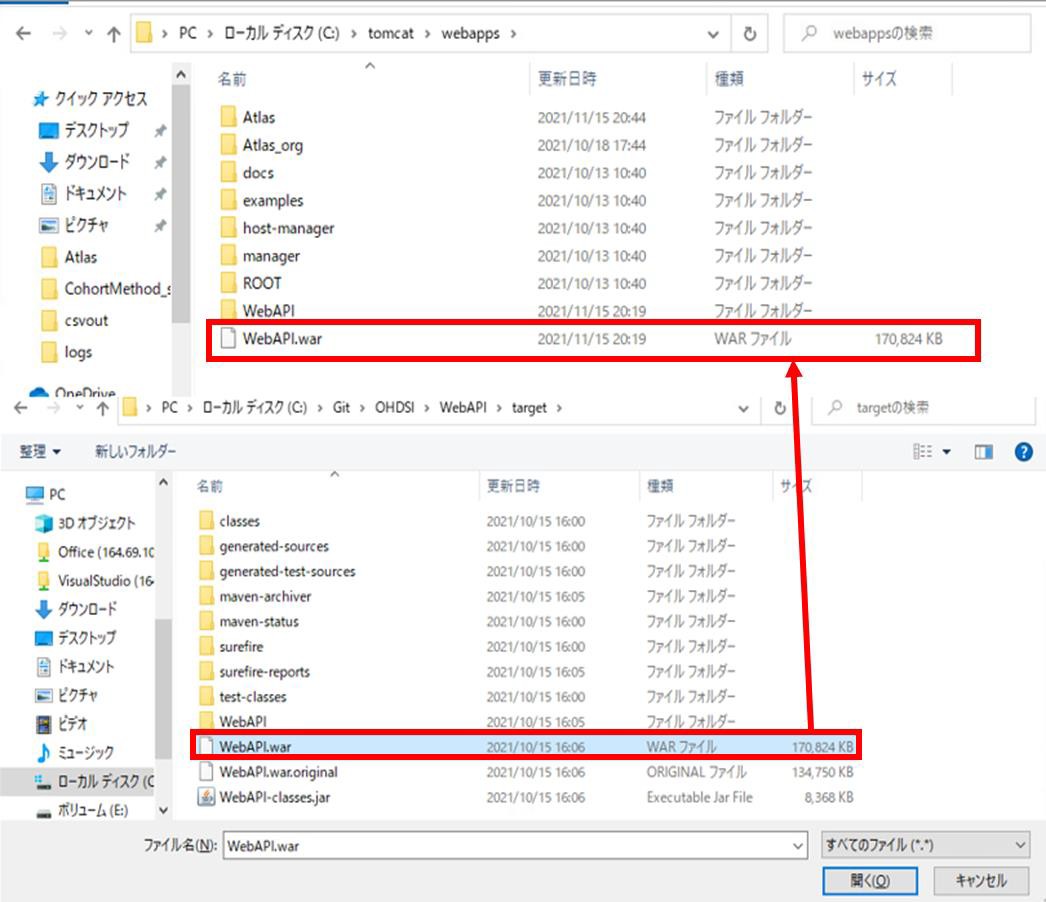 PC > ローカル ディスク (C:) > tomcat > webapps >
webappsの検索
名前 更新日時 種類 サイズ
クイック アクセス
デスクトップ
ダウンロード
ドキュメント
ピクチャ
Atlas
CohortMethod_s
csvout
logs
OneDrive
Atlas 2021/11/15 20:44 ファイル フォルダー
Atlas_org 2021/10/18 17:44 ファイル フォルダー
docs 2021/10/13 10:40 ファイル フォルダー
examples 2021/10/13 10:40 ファイル フォルダー
host-manager 2021/10/13 10:40 ファイル フォルダー
manager 2021/10/13 10:40 ファイル フォルダー
ROOT 2021/10/13 10:40 ファイル フォルダー
WebAPI 2021/11/15 20:19 ファイル フォルダー
WebAPI.war 2021/11/15 20:19 WAR ファイル 170,824 KB
PC > ローカル ディスク (C:) > Git > OHDSI > WebAPI > target >
targetの検索
整理 新しいフォルダー
名前 更新日時 種類 サイズ
PC
3D オブジェクト
Office (164.69.10
VisualStudio (164
ダウンロード
デスクトップ
ドキュメント
ピクチャ
ビデオ
ミュージック
ローカル ディスク (C
ボリューム (E:)
classes 2021/10/15 16:00 ファイル フォルダー
generated-sources 2021/10/15 16:00 ファイル フォルダー
generated-test-sources 2021/10/15 16:00 ファイル フォルダー
maven-archiver 2021/10/15 16:05 ファイル フォルダー
maven-status 2021/10/15 16:00 ファイル フォルダー
surefire 2021/10/15 16:00 ファイル フォルダー
surefire-reports 2021/10/15 16:05 ファイル フォルダー
test-classes 2021/10/15 16:00 ファイル フォルダー
WebAPI 2021/10/15 16:05 ファイル フォルダー
WebAPI.war 2021/10/15 16:06 WAR ファイル 170,824 KB
WebAPI.war.original 2021/10/15 16:06 ORIGINAL ファイル 134,750 KB
WebAPI-classes.jar 2021/10/15 16:06 Executable Jar File 8,368 KB
ファイル名(N): WebAPI.war すべてのファイル (*.*)
開く(O) キャンセル